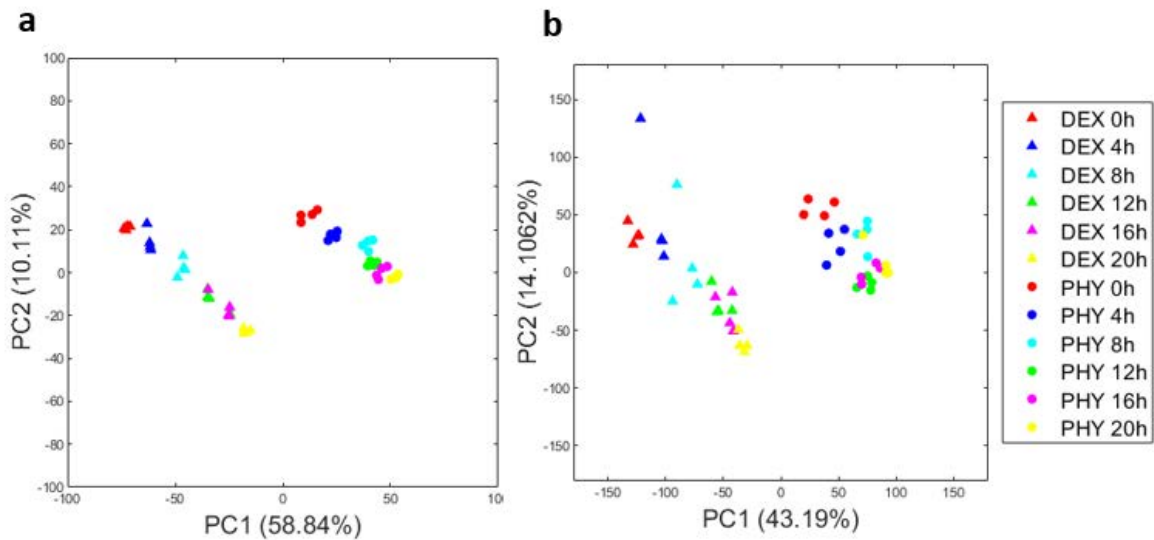 a
100
80
60
40
20
0
-20
-40
-60
-80
-100
PC2 (10.11%)
-100 -50 0 50 10
PC1 (58.84%)
b
150
100
50
0
-50
-100
-150
PC2 (14.1062%)
-150 -100 -50 0 50 100 150
PC1 (43.19%)
DEX 0h
DEX 4h
DEX 8h
DEX 12h
DEX 16h
DEX 20h
PHY 0h
PHY 4h
PHY 8h
PHY 12h
PHY 16h
PHY 20h